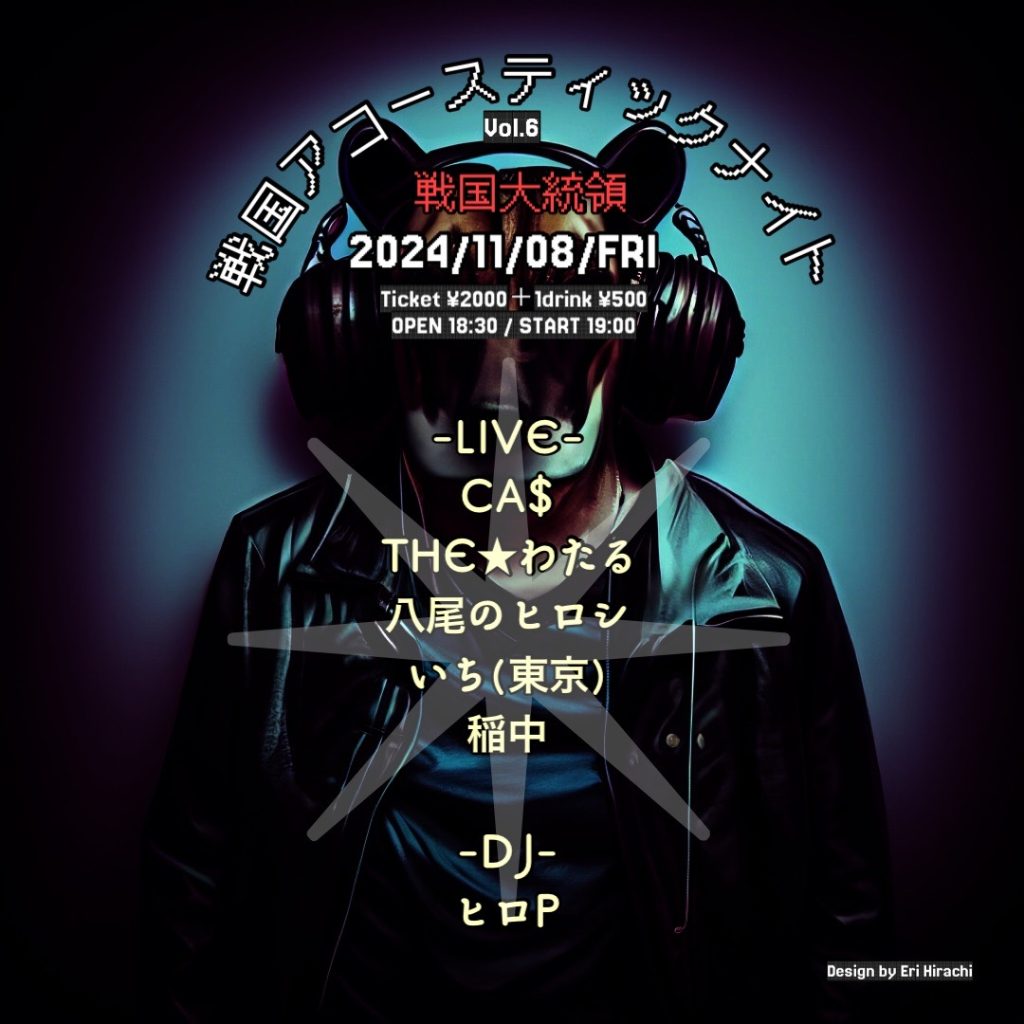 戦国アコースティックメイト
Vol.6
戦国大統領
2024/11/08/FRI
Ticket ¥2000＋1drink ¥500
OPEN 18:30 / START 19:00
-LIVE-
CA$
THE★わたる
八尾のヒロシ
いち(東京)
稲中
-DJ-
ヒロP
Design by Eri Hirachi